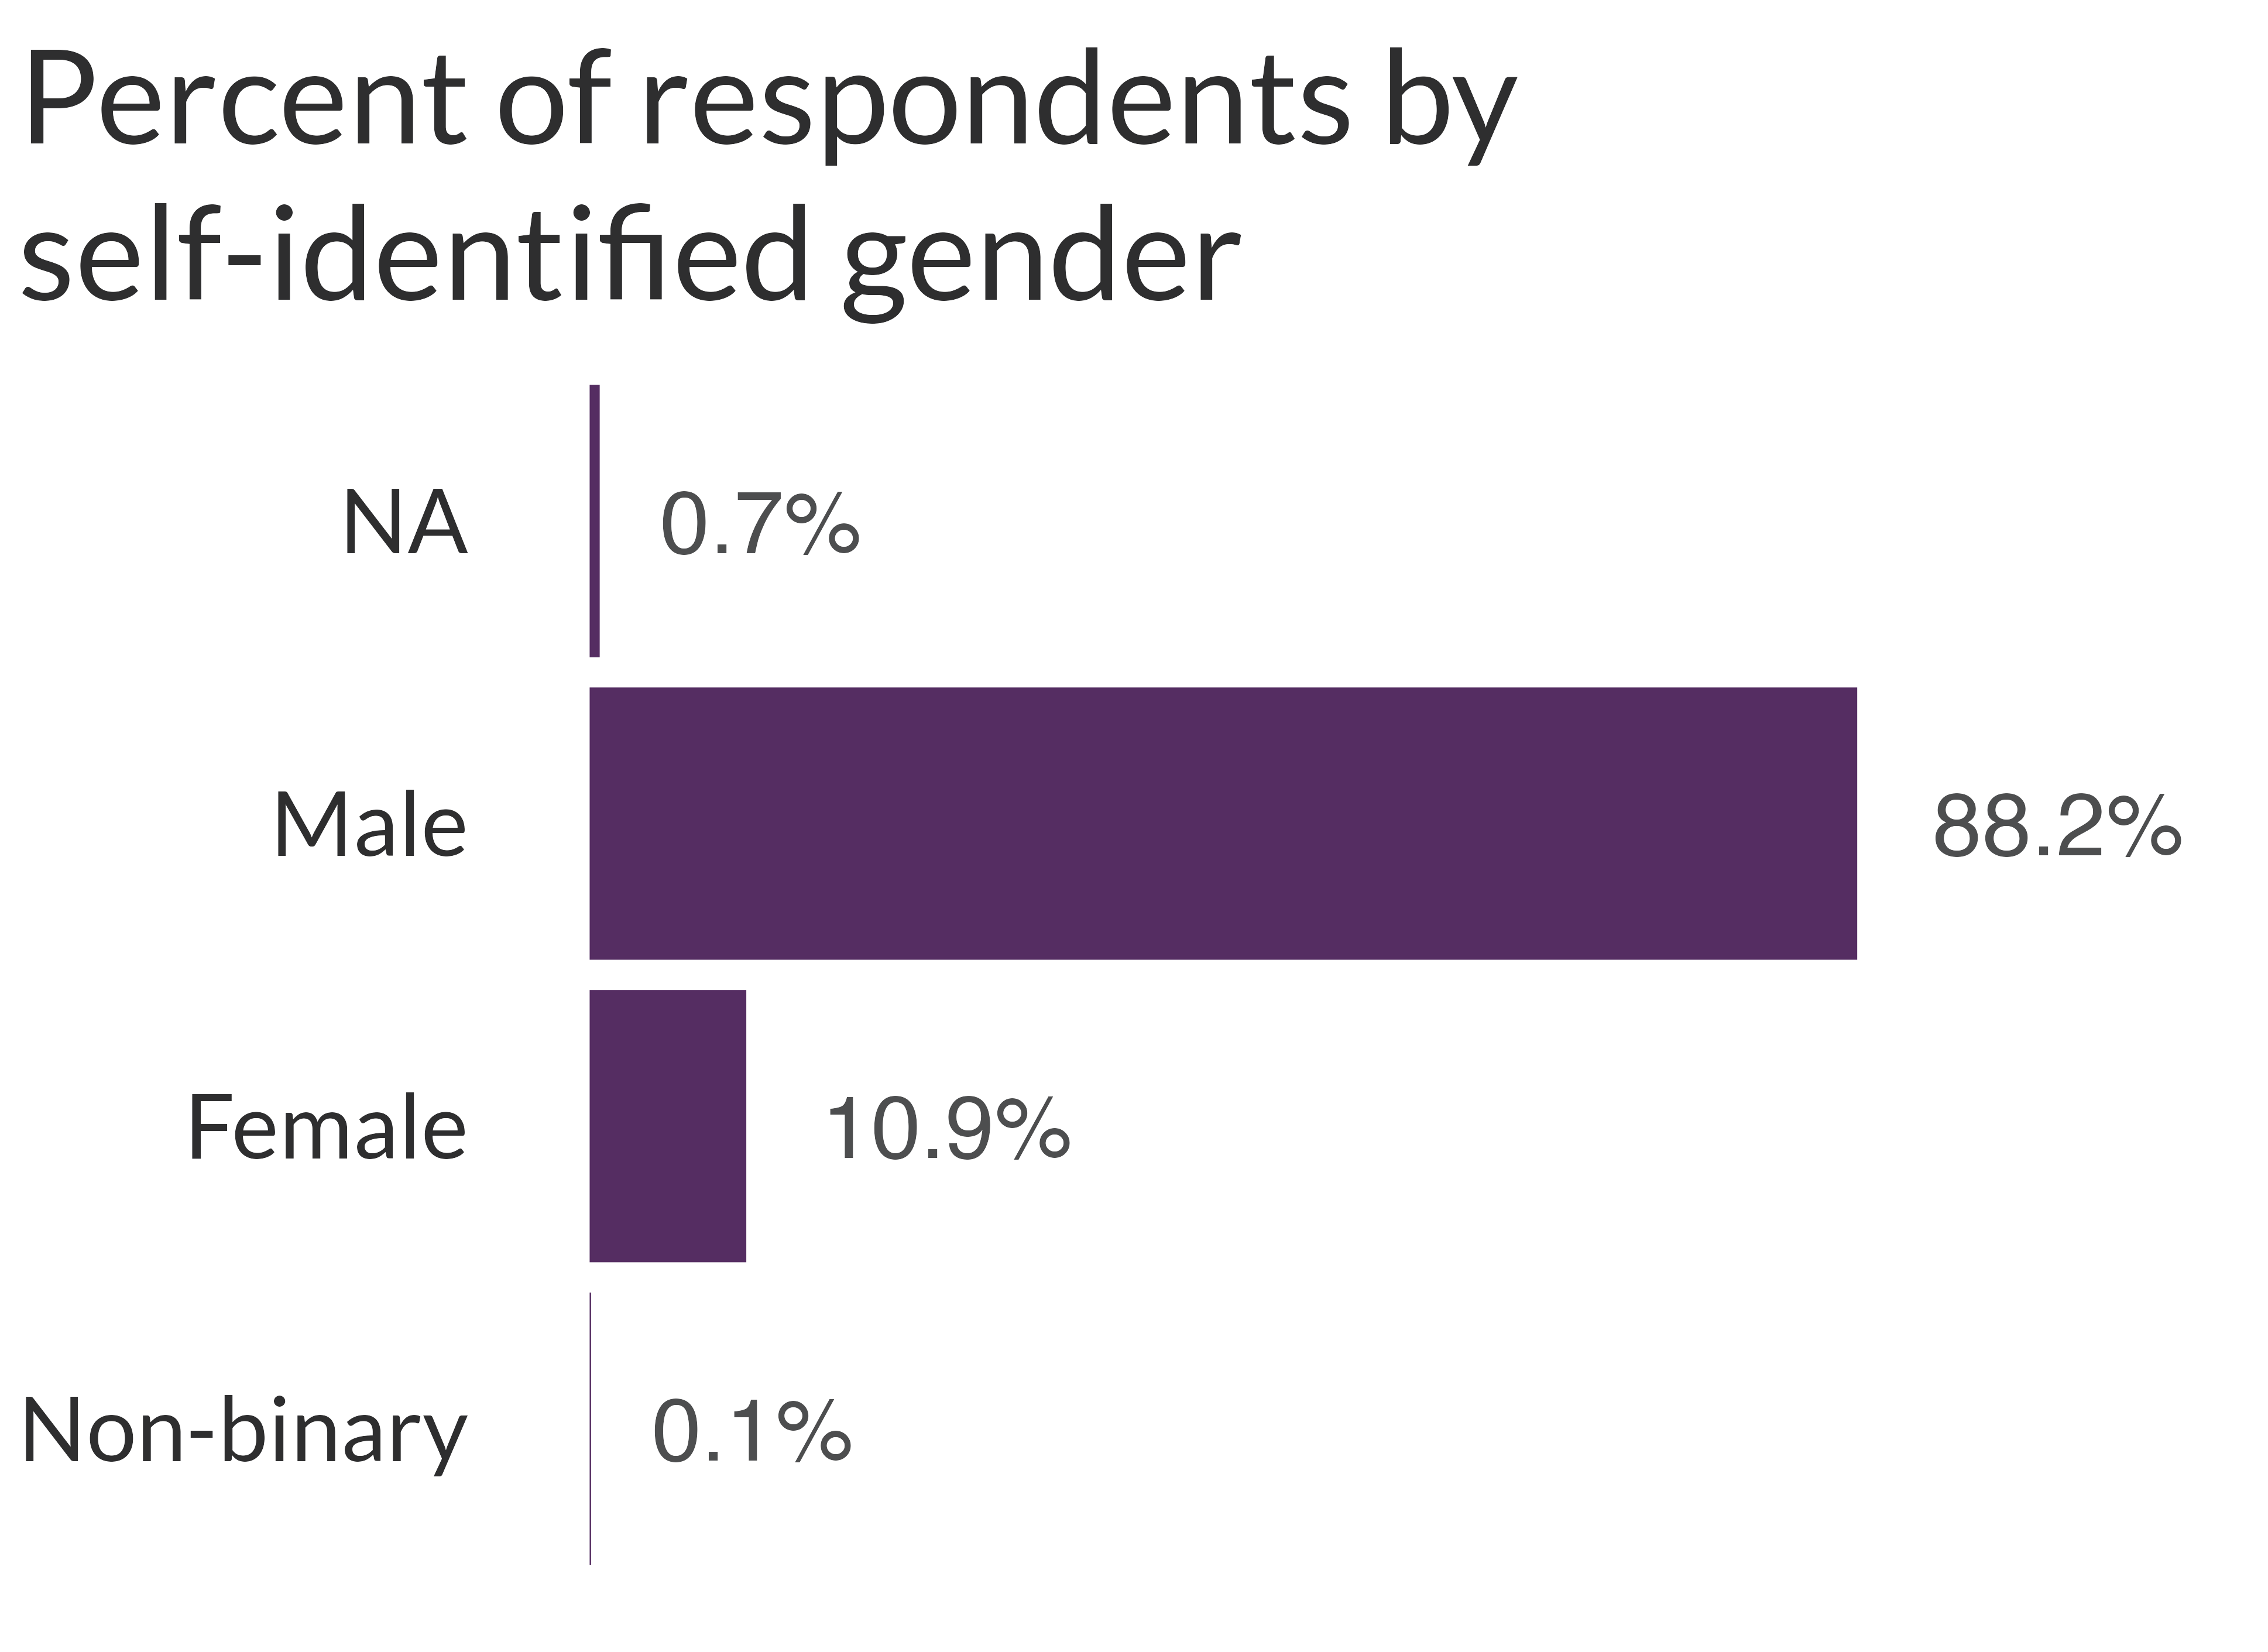 Percent of respondents by
self-identified gender
NA 0.7%
Male 88.2%
Female 10.9%
Non-binary 0.1%